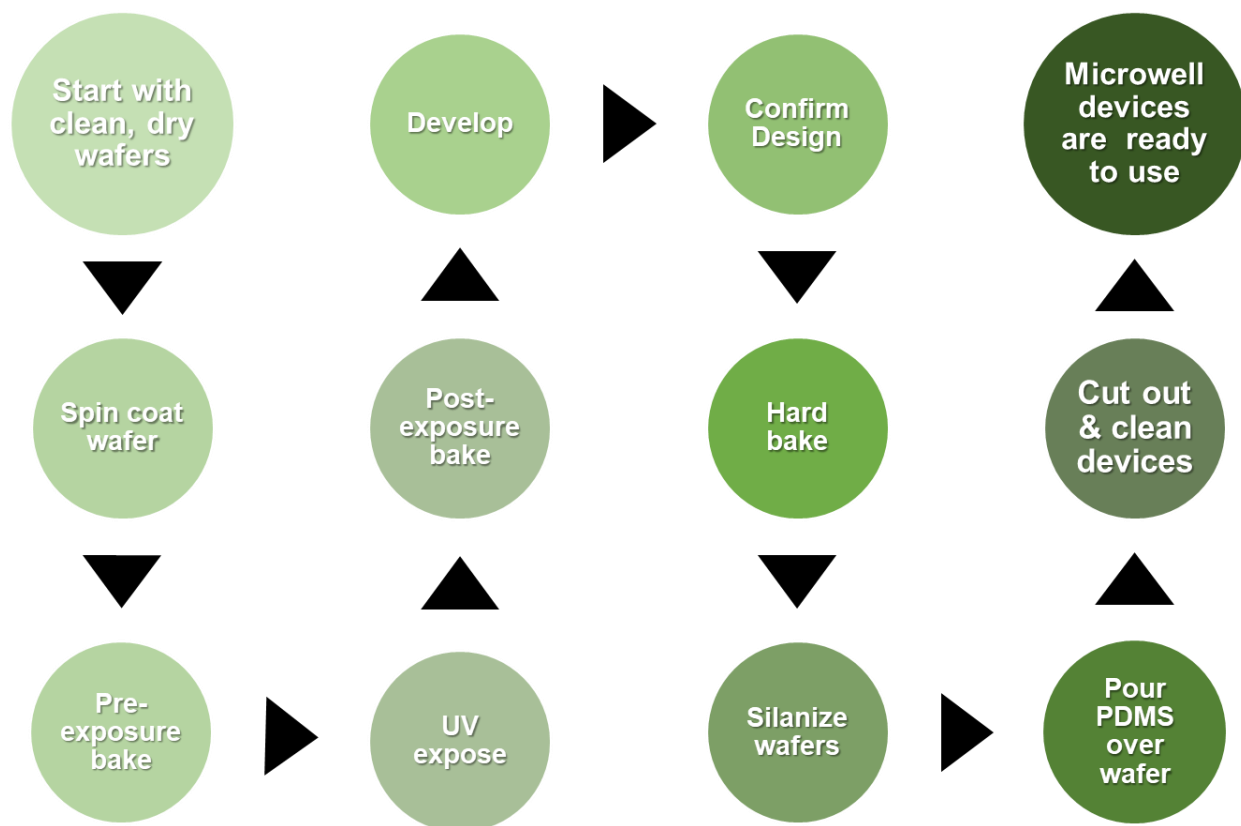 Start with
clean, dry
wafers
Spin coat
wafer
Pre-
exposure
bake
UV
expose
Post-
exposure
bake
Develop
Confirm
Design
Hard
bake
Silanize
wafers
Pour
PDMS
over
wafer
Cut out
& clean
devices
Microwell
devices
are ready
to use